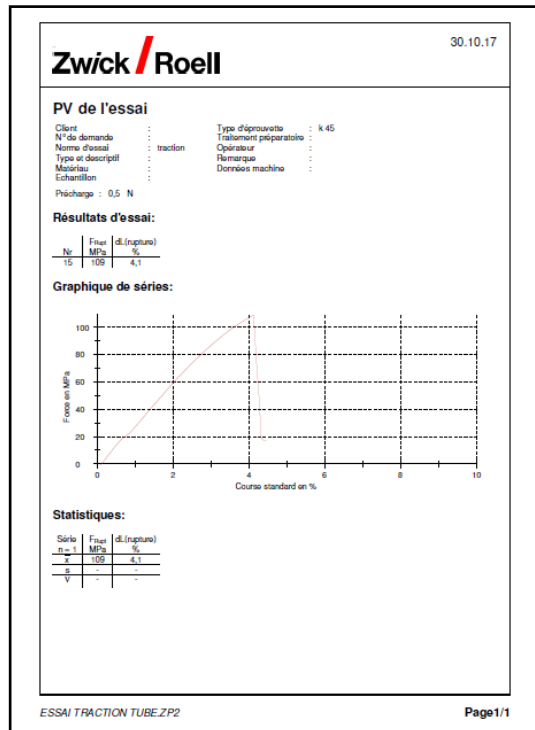 30.10.17
Zwick / Roell
PV de l'essai
Client :
N° de demande :
Norme d'essai : traction
Type et descriptif :
Matériau :
Echantillon :
Type d'éprouvette : k 45
Traitement préparatoire :
Opérateur :
Remarque :
Données machine :
Précharge : 0,5 N
Résultats d'essai:
FRupt dL(rupture)
Nr MPa %
15 109 4,1
Graphique de séries:
Force en MPa
100
80
60
40
20
0
0 2 4 6 8 10
Course standard en %
Statistiques:
Série FRupt dL(rupture)
n = 1 MPa %
x̄ 109 4,1
s - -
V - -
ESSAI TRACTION TUBE.ZP2
Page1/1